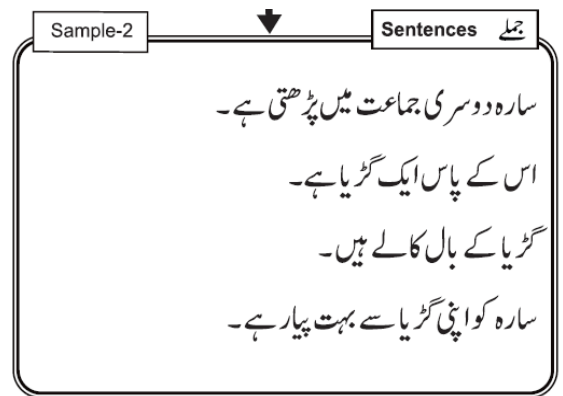 Sample-2
Sentences جملے
سارہ دوسری جماعت میں پڑھتی ہے۔
اس کے پاس ایک گڑیا ہے۔
گڑیا کے بال کالے ہیں۔
سارہ کو اپنی گڑیا سے بہت پیار ہے۔